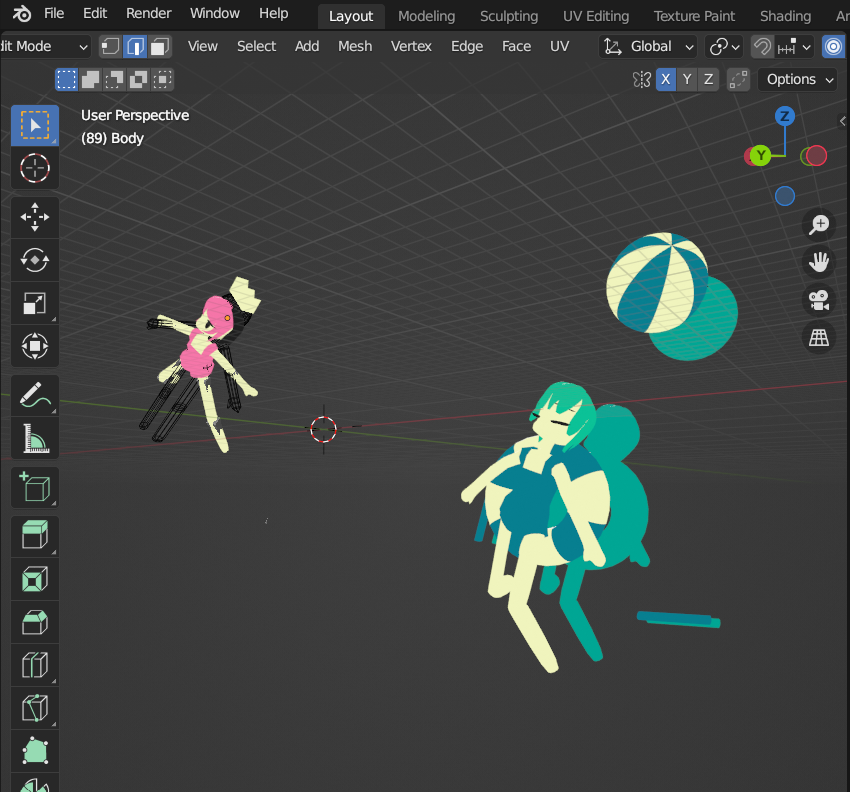 File Edit Render Window Help Layout Modeling Sculpting UV Editing Texture Paint Shading
dit Mode View Select Add Mesh Vertex Edge Face UV Global
X Y Z Options
User Perspective
(89) Body
Z
Y